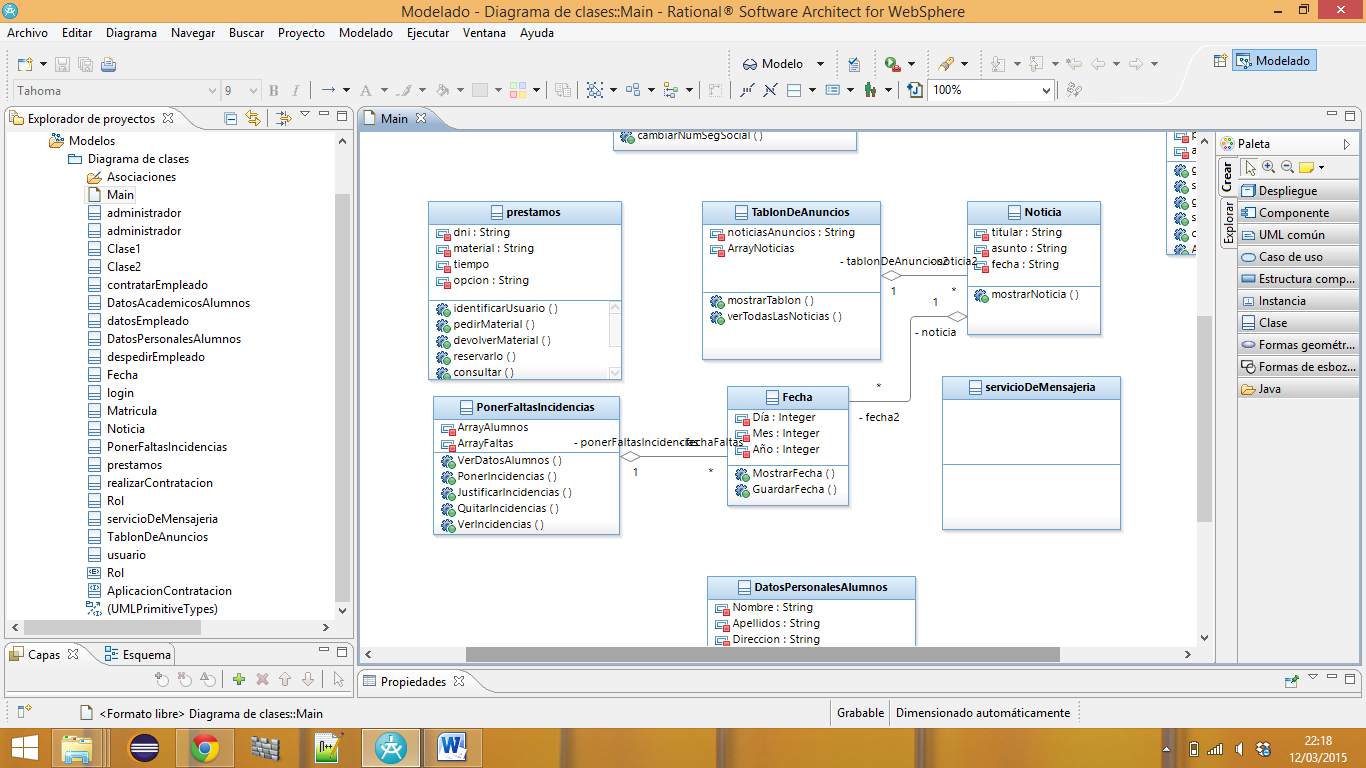 Modelado - Diagrama de clases::Main - Rational® Software Architect for WebSphere
Archivo Editar Diagrama Navegar Buscar Proyecto Modelado Ejecutar Ventana Ayuda
Modelo
Modelado
Tahoma 9 B I A 100%
Explorador de proyectos
Modelos
Diagrama de clases
Asociaciones
Main
administrador
administrador
Clase1
Clase2
contratarEmpleado
DatosAcademicosAlumnos
datosEmpleado
DatosPersonalesAlumnos
despedirEmpleado
Fecha
login
Matricula
Noticia
PonerFaltasIncidencias
prestamos
realizarContratacion
Rol
servicioDeMensajeria
TablonDeAnuncios
usuario
Rol
AplicacionContratacion
(UMLPrimitiveTypes)
Capas
Esquema
Main
cambiarNumSegSocial ( )
prestamos
dni : String
material : String
tiempo
opcion : String
identificarUsuario ( )
pedirMaterial ( )
devolverMaterial ( )
reservarlo ( )
consultar ( )
TablonDeAnuncios
noticiasAnuncios : String
ArrayNoticias
mostrarTablon ( )
verTodasLasNoticias ( )
- tablonDeAnuncios2
- noticia2
1
*
Noticia
titular : String
asunto : String
fecha : String
mostrarNoticia ( )
1
- noticia
*
- fecha2
PonerFaltasIncidencias
ArrayAlumnos
ArrayFaltas
VerDatosAlumnos ( )
PonerIncidencias ( )
JustificarIncidencias ( )
QuitarIncidencias ( )
VerIncidencias ( )
- ponerFaltasIncidencias
- fechaFaltas
1
*
Fecha
Día : Integer
Mes : Integer
Año : Integer
MostrarFecha ( )
GuardarFecha ( )
servicioDeMensajeria
DatosPersonalesAlumnos
Nombre : String
Apellidos : String
Direccion : String
Paleta
Crear
Explorar
Despliegue
Componente
UML común
Caso de uso
Estructura comp...
Instancia
Clase
Formas geométr...
Formas de esboz...
Java
Propiedades
<Formato libre> Diagrama de clases::Main
Grabable
Dimensionado automáticamente
22:18
12/03/2015